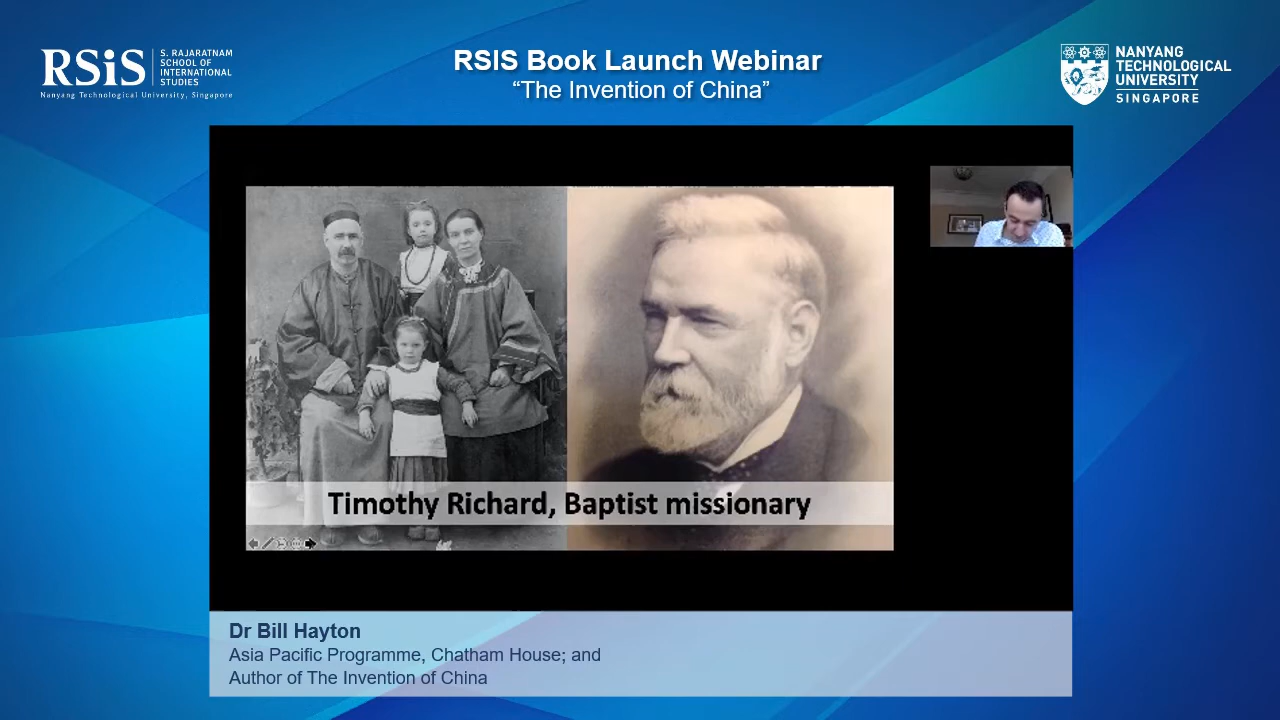 RSiS
S. RAJARATNAM
SCHOOL OF
INTERNATIONAL
STUDIES
Nanyang Technological University, Singapore
RSIS Book Launch Webinar
“The Invention of China”
NANYANG
TECHNOLOGICAL
UNIVERSITY
SINGAPORE
Timothy Richard, Baptist missionary
Dr Bill Hayton
Asia Pacific Programme, Chatham House; and
Author of The Invention of China